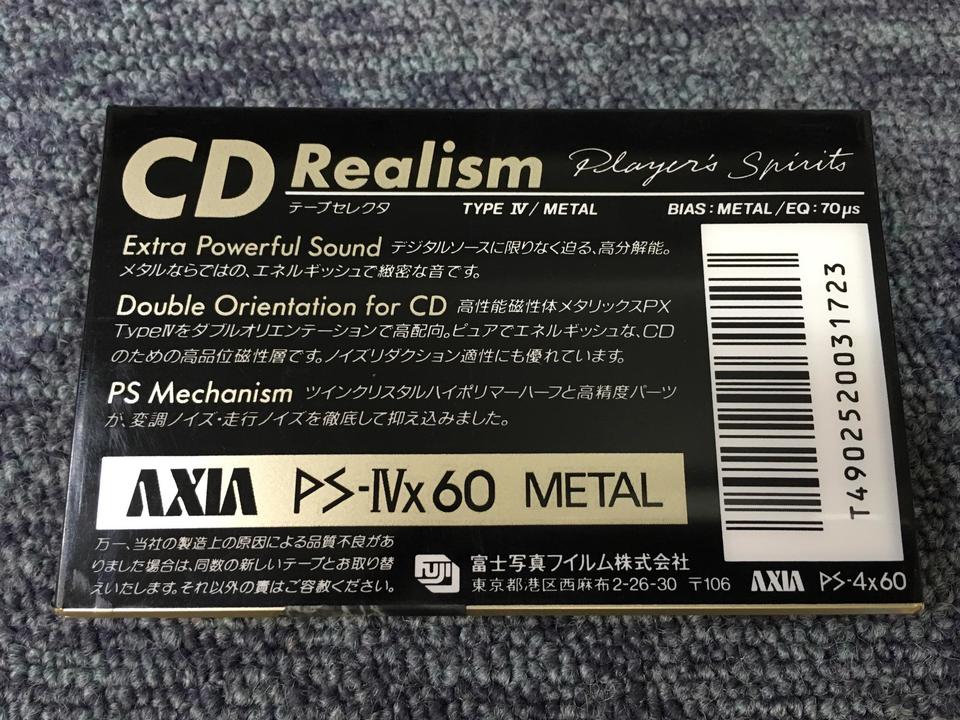 CD Realism Player's Spirits
テープセレクタ TYPE Ⅳ/METAL BIAS:METAL/EQ:70μs
Extra Powerful Sound デジタルソースに限りなく迫る、高分解能。
メタルならではの、エネルギッシュで緻密な音です。
Double Orientation for CD 高性能磁性体メタリックスPX
TypeⅣをダブルオリエンテーションで高配向。ピュアでエネルギッシュな、CD
のための高品位磁性層です。ノイズリダクション適性にも優れています。
PS Mechanism ツインクリスタルハイポリマーハーフと高精度パーツ
が、変調ノイズ・走行ノイズを徹底して抑え込みました。
T4902520031723
AXIA PS-Ⅳx60 METAL
万一、当社の製造上の原因による品質不良があ
りました場合は、同数の新しいテープとお取り替
えいたします。それ以外の責はご容赦ください。
FUJI 富士写真フイルム株式会社
東京都港区西麻布2-26-30 〒106
AXIA PS-4x60